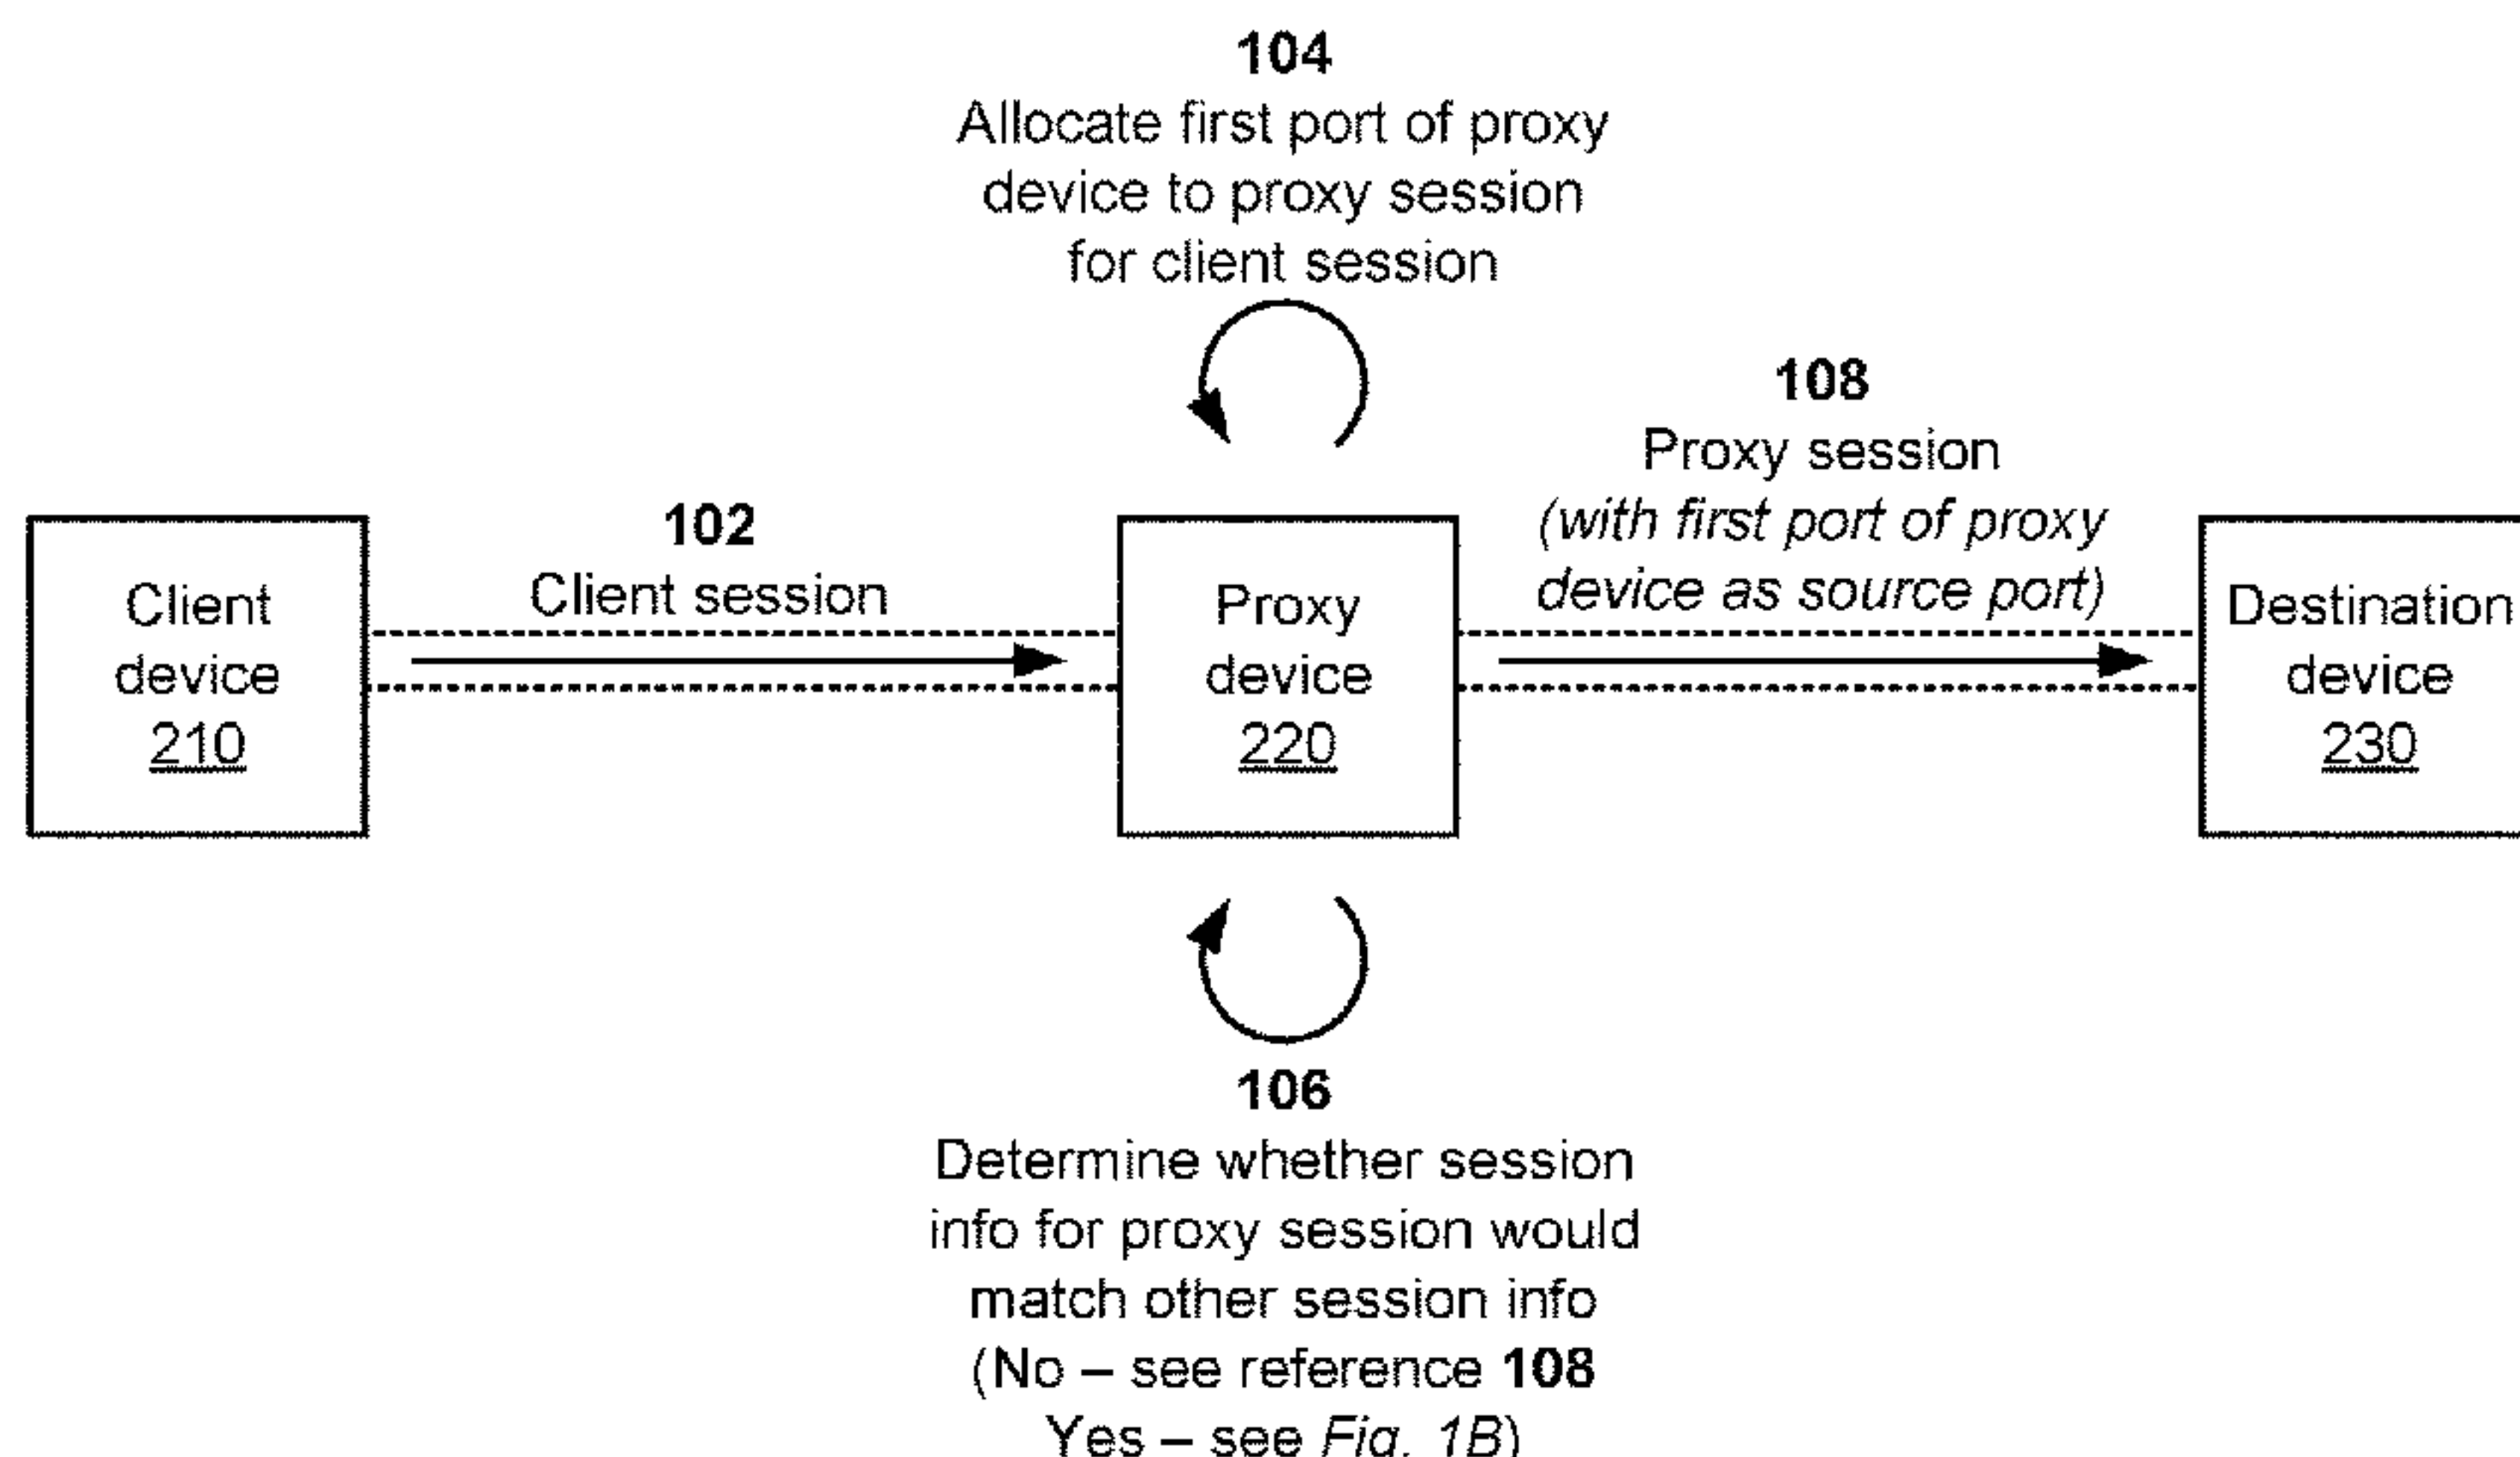 104
Allocate first port of proxy
device to proxy session
for client session
108
Proxy session
(with first port of proxy
device as source port)
102
Client session
Client
device
210
Proxy
device
220
Destination
device
230
106
Determine whether session
info for proxy session would
match other session info
(No – see reference 108
Yes – see Fig. 1B)